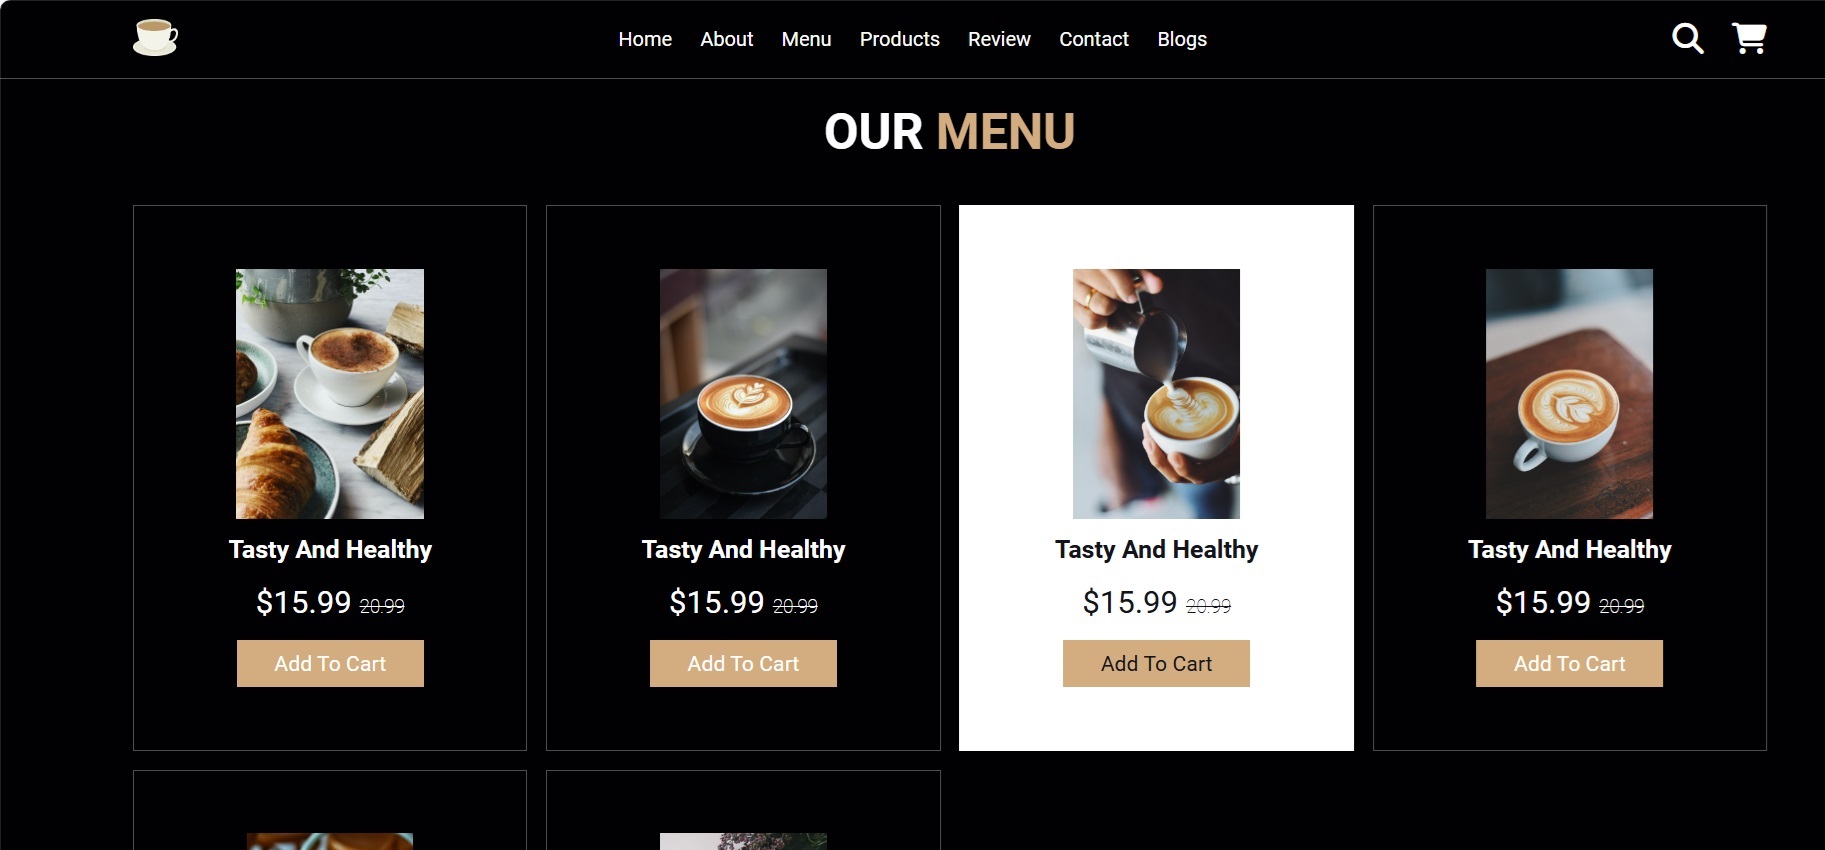 Home About Menu Products Review Contact Blogs
OUR MENU
Tasty And Healthy
$15.99 20.99
Add To Cart
Tasty And Healthy
$15.99 20.99
Add To Cart
Tasty And Healthy
$15.99 20.99
Add To Cart
Tasty And Healthy
$15.99 20.99
Add To Cart